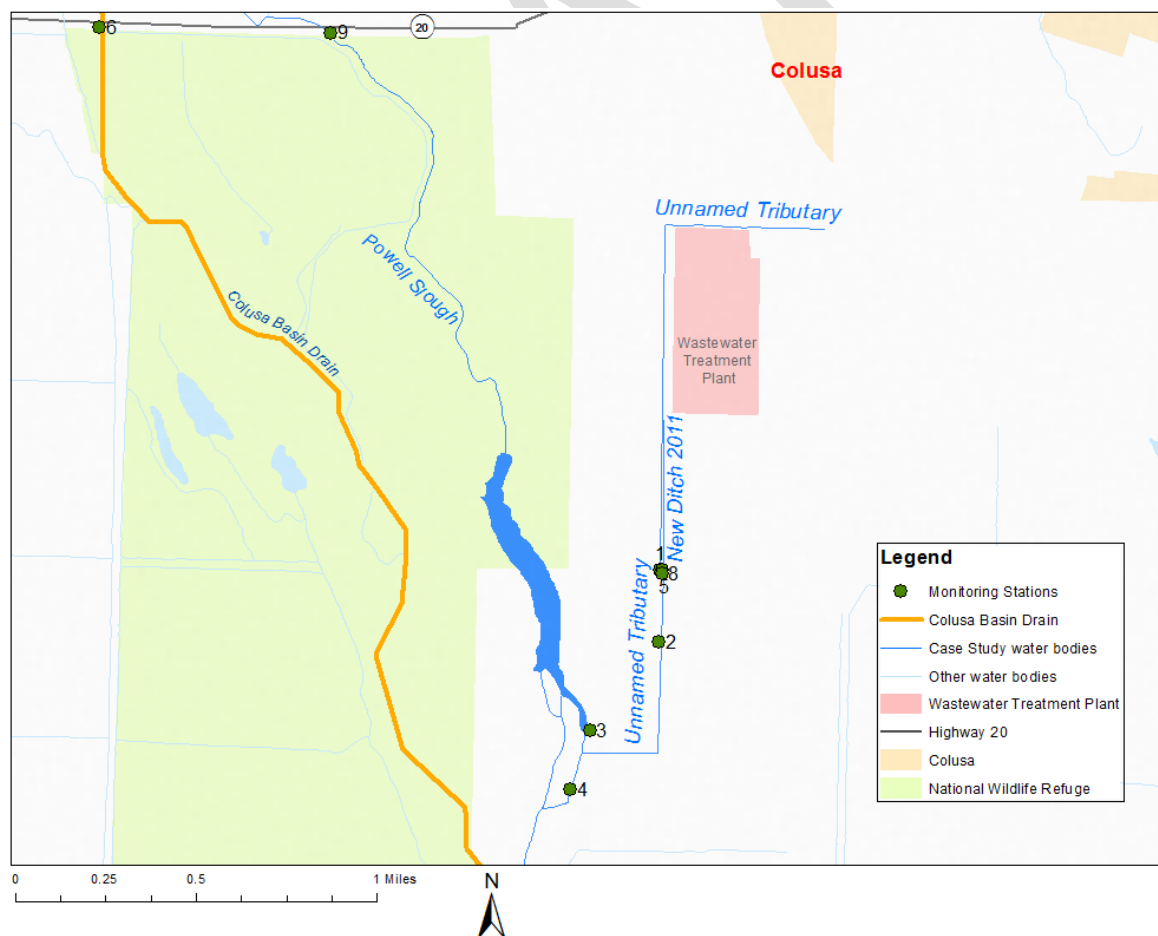 6
9
20
Colusa
Unnamed Tributary
Powell Slough
Colusa Basin Drain
Wastewater
Treatment
Plant
New Ditch 2011
Unnamed Tributary
1
8
5
2
3
4
Legend
Monitoring Stations
Colusa Basin Drain
Case Study water bodies
Other water bodies
Wastewater Treatment Plant
Highway 20
Colusa
National Wildlife Refuge
0 0.25 0.5 1 Miles
N